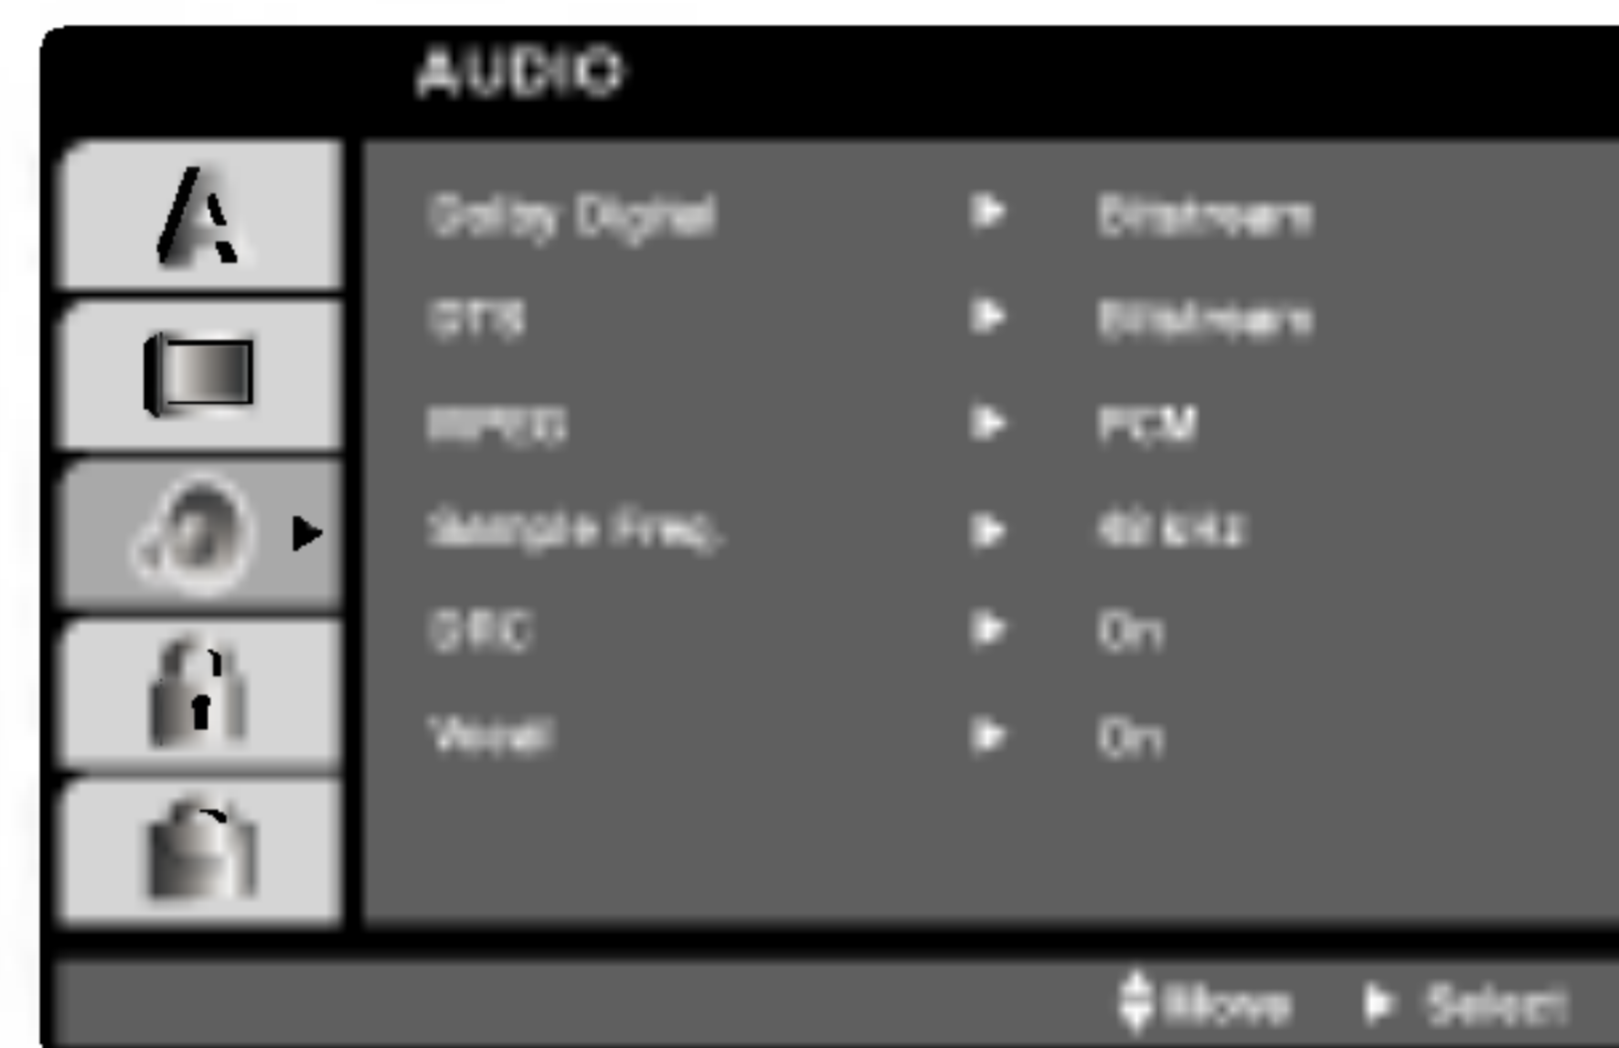 AUDIO
Dolby Digital Bitstream
DTS Bitstream
MPEG PCM
Sample Freq. 48 kHz
DRC On
Vocal On
Move Select